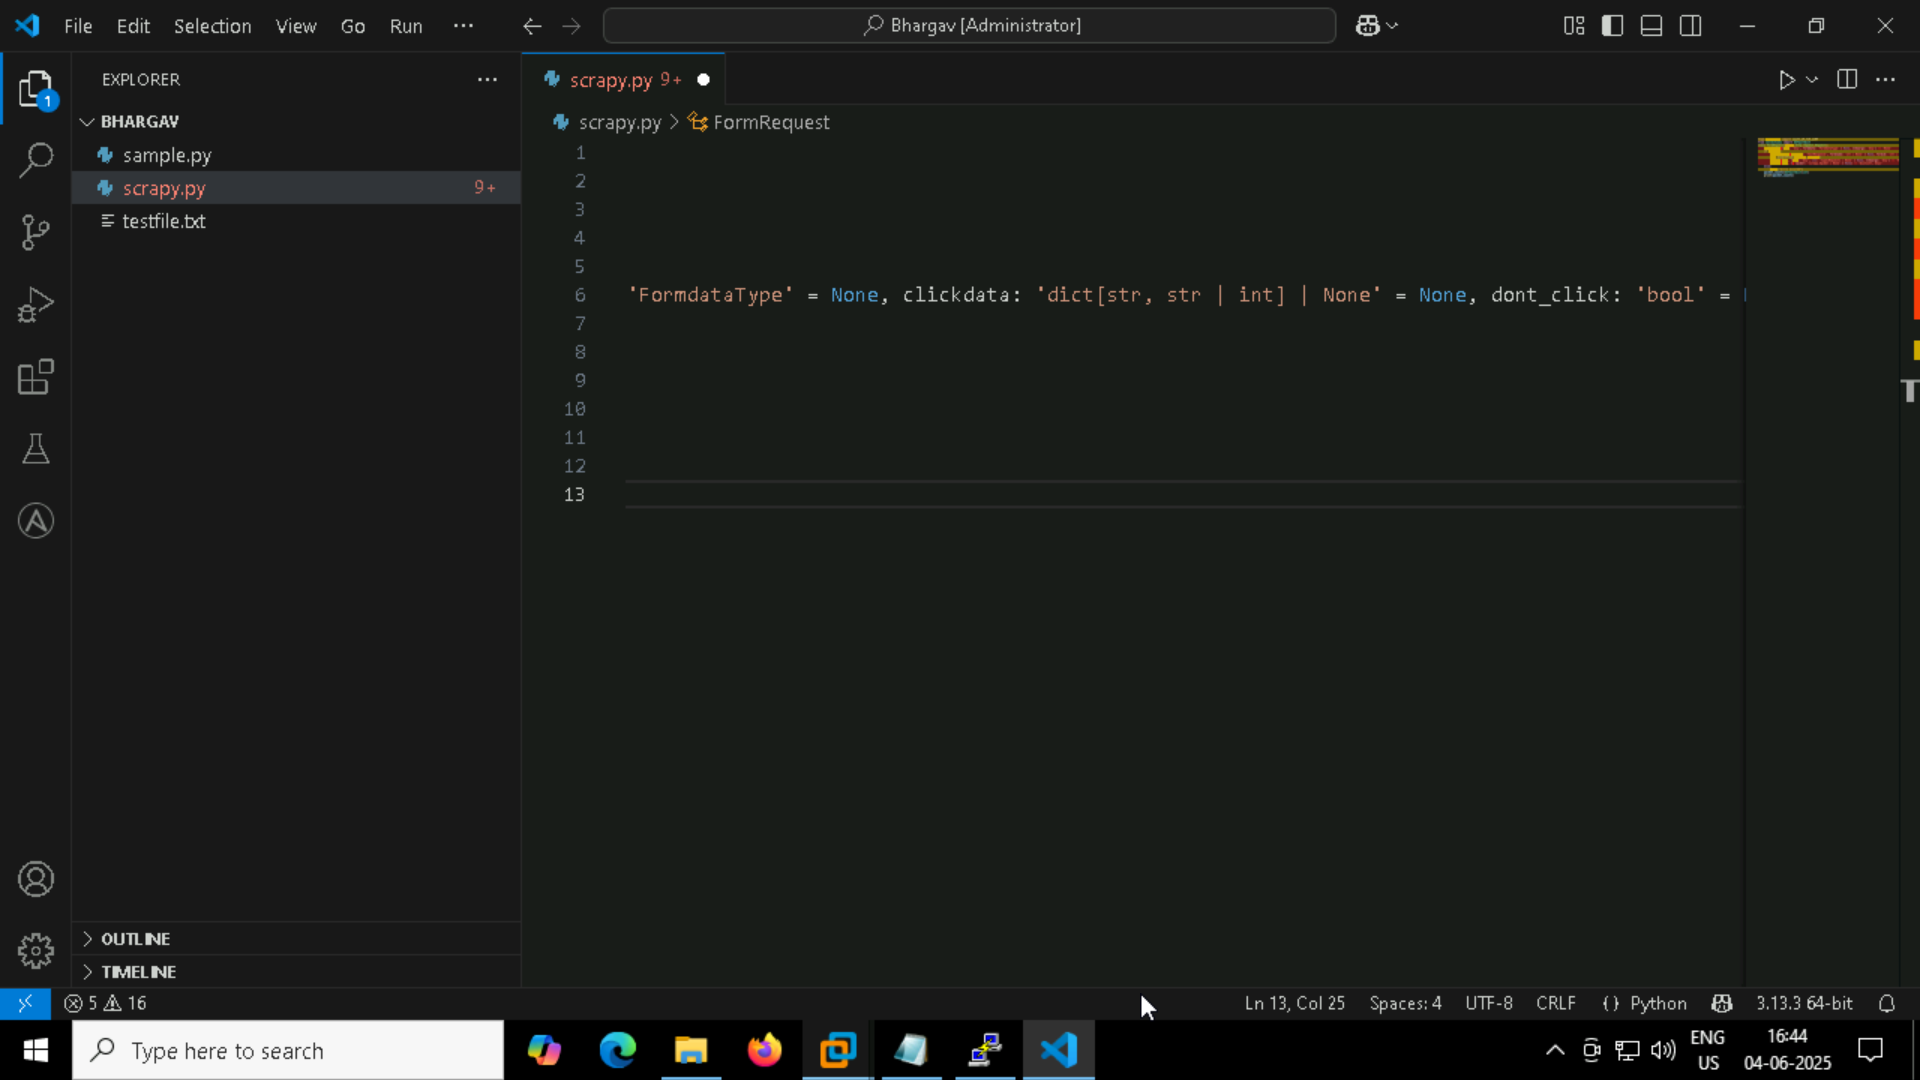 File Edit Selection View Go Run ···
Bhargav [Administrator]
EXPLORER
1
BHARGAV
sample.py
scrapy.py 9+
testfile.txt
OUTLINE
TIMELINE
scrapy.py 9+
scrapy.py > FormRequest
1
2
3
4
5
6 'FormdataType' = None, clickdata: 'dict[str, str | int] | None' = None, dont_click: 'bool' =
7
8
9
10
11
12
13
5 16
Ln 13, Col 25 Spaces: 4 UTF-8 CRLF {} Python 3.13.3 64-bit
Type here to search
ENG
US
16:44
04-06-2025